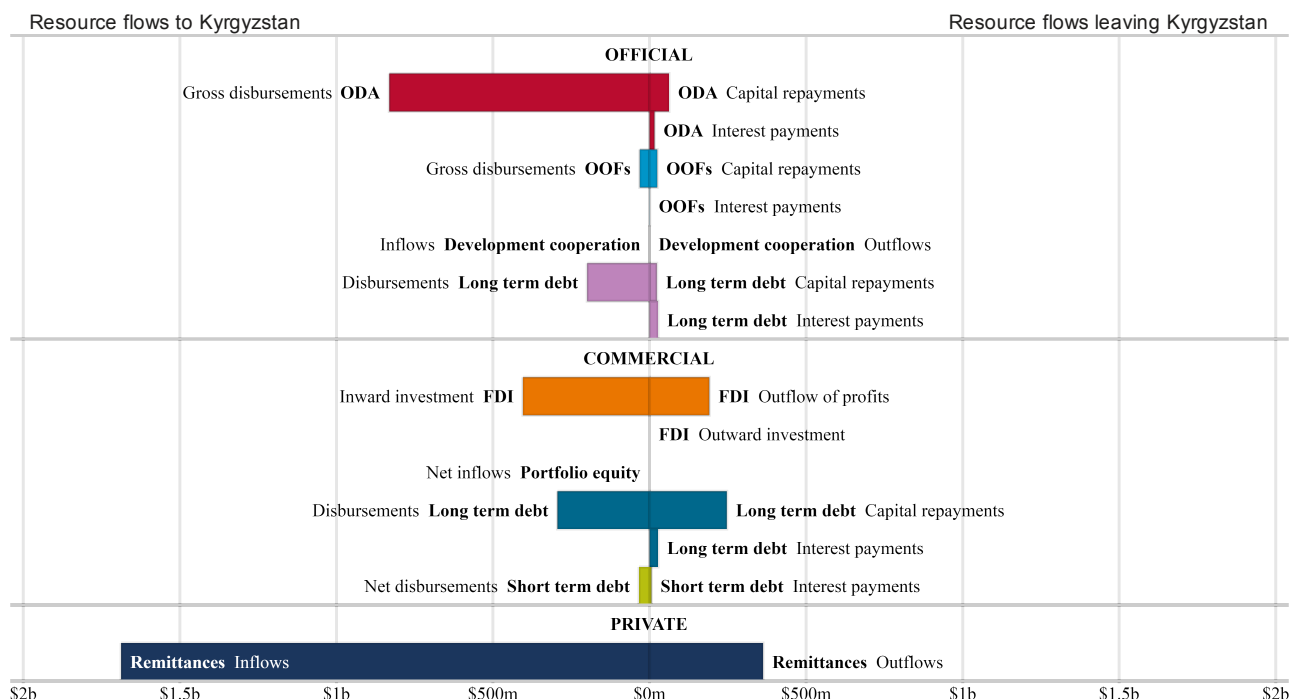 Resource flows to Kyrgyzstan Resource flows leaving Kyrgyzstan
OFFICIAL
Gross disbursements ODA ODA Capital repayments
ODA Interest payments
Gross disbursements OOFs OOFs Capital repayments
OOFs Interest payments
Inflows Development cooperation Development cooperation Outflows
Disbursements Long term debt Long term debt Capital repayments
Long term debt Interest payments
COMMERCIAL
Inward investment FDI FDI Outflow of profits
FDI Outward investment
Net inflows Portfolio equity
Disbursements Long term debt Long term debt Capital repayments
Long term debt Interest payments
Net disbursements Short term debt Short term debt Interest payments
PRIVATE
Remittances Inflows Remittances Outflows
$2b $1.5b $1b $500m $0m $500m $1b $1.5b $2b